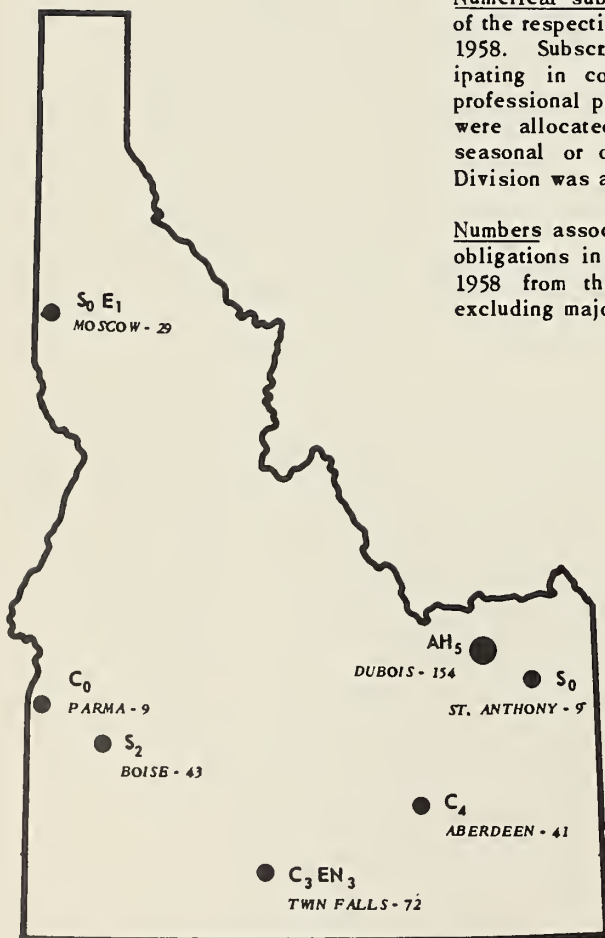 Numerical sub
of the respecti
1958. Subscr
ipating in co
professional p
were allocated
seasonal or o
Division was a
Numbers assoc
obligations in
1958 from th
excluding majo
S₀ E₁
MOSCOW - 29
AH₅
DUBOIS - 154
S₀
ST. ANTHONY - 9
C₀
PARMA - 9
S₂
BOISE - 43
C₄
ABERDEEN - 41
C₃ EN₃
TWIN FALLS - 72